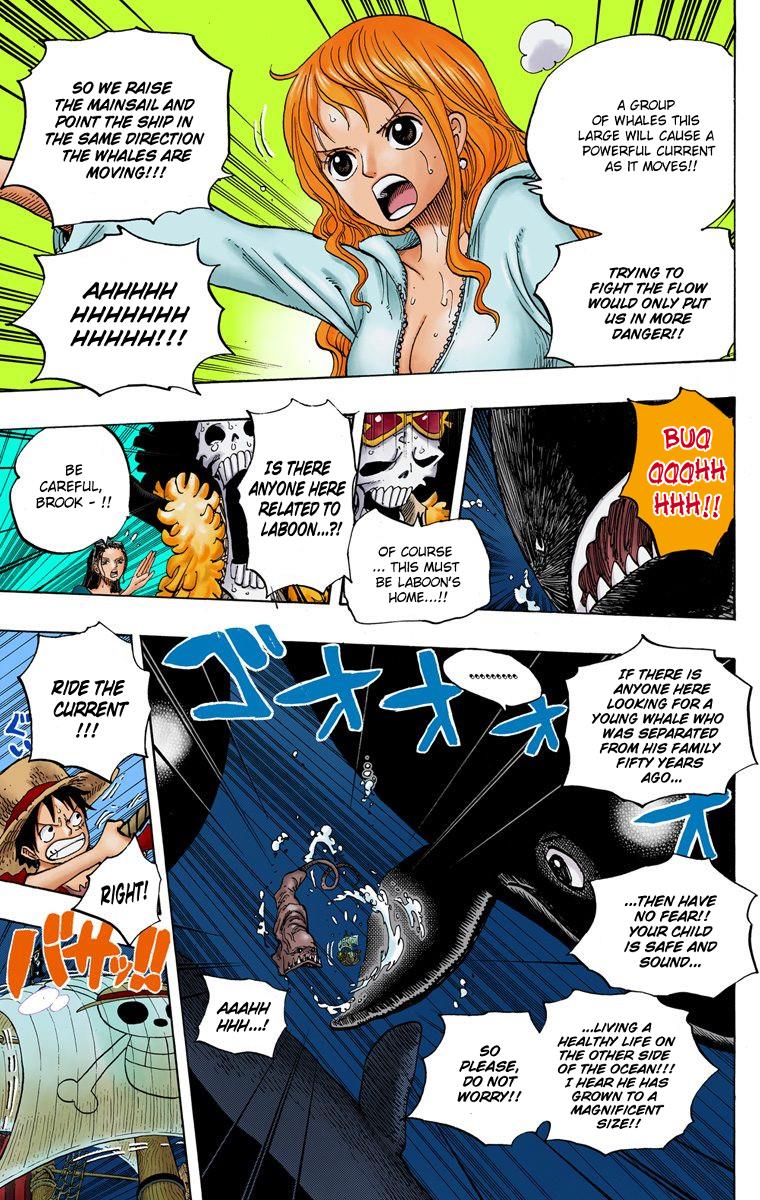 A GROUP
OF WHALES THIS
LARGE WILL CAUSE A
POWERFUL CURRENT
AS IT MOVES!!
TRYING TO
FIGHT THE FLOW
WOULD ONLY PUT
US IN MORE
DANGER!!
SO WE RAISE
THE MAINSAIL AND
POINT THE SHIP IN
THE SAME DIRECTION
THE WHALES ARE
MOVING!!!
AHHHHH
HHHHHHH
HHHHH!!!
BUO
OOOHH
HHH!!
OF COURSE
... THIS MUST
BE LABOON'S
HOME...!!
IS THERE
ANYONE HERE
RELATED TO
LABOON...?!
BE
CAREFUL,
BROOK - !!
IF THERE IS
ANYONE HERE
LOOKING FOR A
YOUNG WHALE WHO
WAS SEPARATED
FROM HIS FAMILY
FIFTY YEARS
AGO...
..........
ゴオオオオ
...THEN HAVE
NO FEAR!!
YOUR CHILD
IS SAFE AND
SOUND...
...LIVING A
HEALTHY LIFE ON
THE OTHER SIDE
OF THE OCEAN!!!
I HEAR HE HAS
GROWN TO A
MAGNIFICENT
SIZE!!
SO
PLEASE,
DO NOT
WORRY!!
AAAHH
HHH...!
RIDE THE
CURRENT
!!!
ぐいっ
RIGHT!
バサッ!!